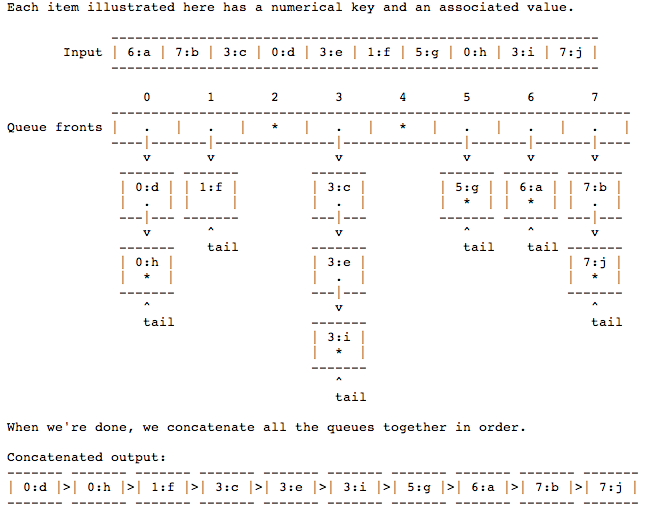 Each item illustrated here has a numerical key and an associated value.
--------------------------------------------------------------
Input | 6:a | 7:b | 3:c | 0:d | 3:e | 1:f | 5:g | 0:h | 3:i | 7:j |
--------------------------------------------------------------
0 1 2 3 4 5 6 7
-----------------------------------------------------------------
Queue fronts | . | . | * | . | * | . | . | . |
----|-------|---------------|---------------|-------|-------|----
v v v v v v
------- ------- ------- ------- ------- -------
| 0:d | | 1:f | | 3:c | | 5:g | | 6:a | | 7:b |
| . | | | | . | | * | | * | | . |
---|--- ------- ---|--- ------- ------- ---|---
v ^ v ^ ^ v
------- tail ------- tail tail -------
| 0:h | | 3:e | | 7:j |
| * | | . | | * |
------- ---|--- -------
^ v ^
tail ------- tail
| 3:i |
| * |
-------
^
tail
When we're done, we concatenate all the queues together in order.
Concatenated output:
------- ------- ------- ------- ------- ------- ------- ------- ------- -------
| 0:d |>| 0:h |>| 1:f |>| 3:c |>| 3:e |>| 3:i |>| 5:g |>| 6:a |>| 7:b |>| 7:j |
------- ------- ------- ------- ------- ------- ------- ------- ------- -------